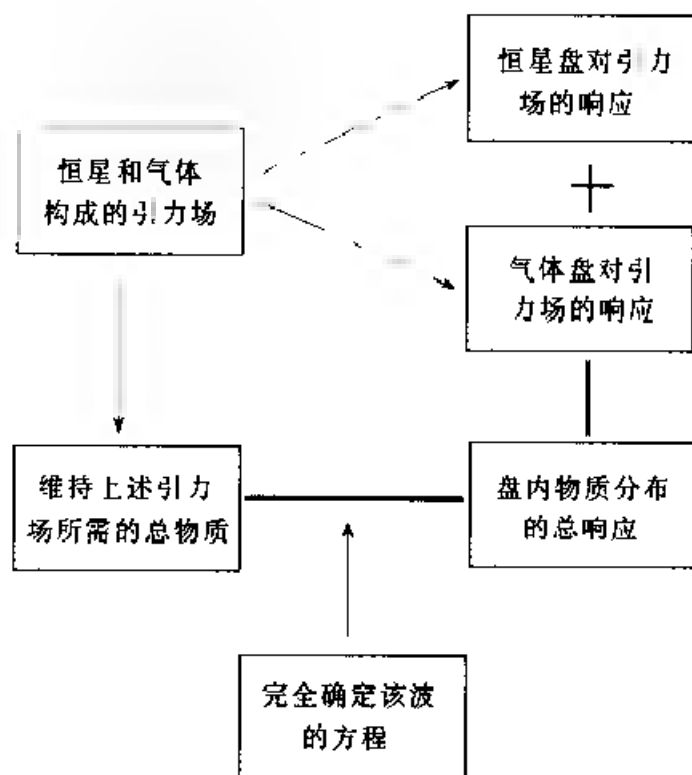 恒星盘对引力
场的响应
恒星和气体
构成的引力场
气体盘对引
力场的响应
维持上述引力
场所需的总物质
盘内物质分布
的总响应
完全确定该波
的方程